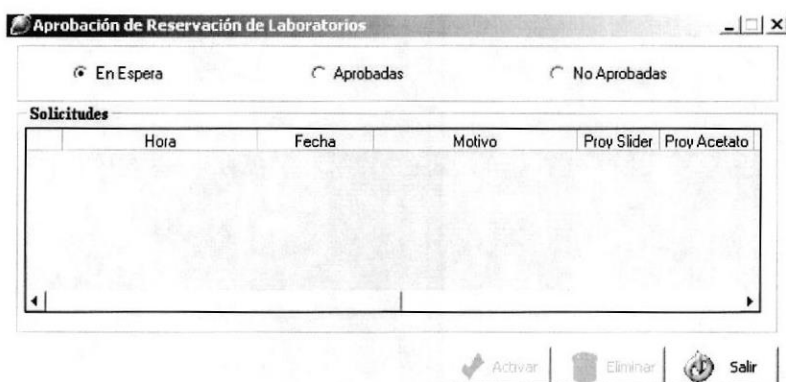 Aprobación de Reservación de Laboratorios
En Espera Aprobadas No Aprobadas
Solicitudes
Hora Fecha Motivo Proy Slider Proy Acetato
Activar Eliminar Salir